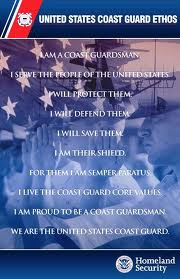 UNITED STATES COAST GUARD ETHOS
I AM A COAST GUARDSMAN.
I SERVE THE PEOPLE OF THE UNITED STATES.
I WILL PROTECT THEM.
I WILL DEFEND THEM.
I WILL SAVE THEM.
I AM THEIR SHIELD.
FOR THEM I AM SEMPER PARATUS.
I LIVE THE COAST GUARD CORE VALUES.
I AM PROUD TO BE A COAST GUARDSMAN.
WE ARE THE UNITED STATES COAST GUARD.
Homeland
Security